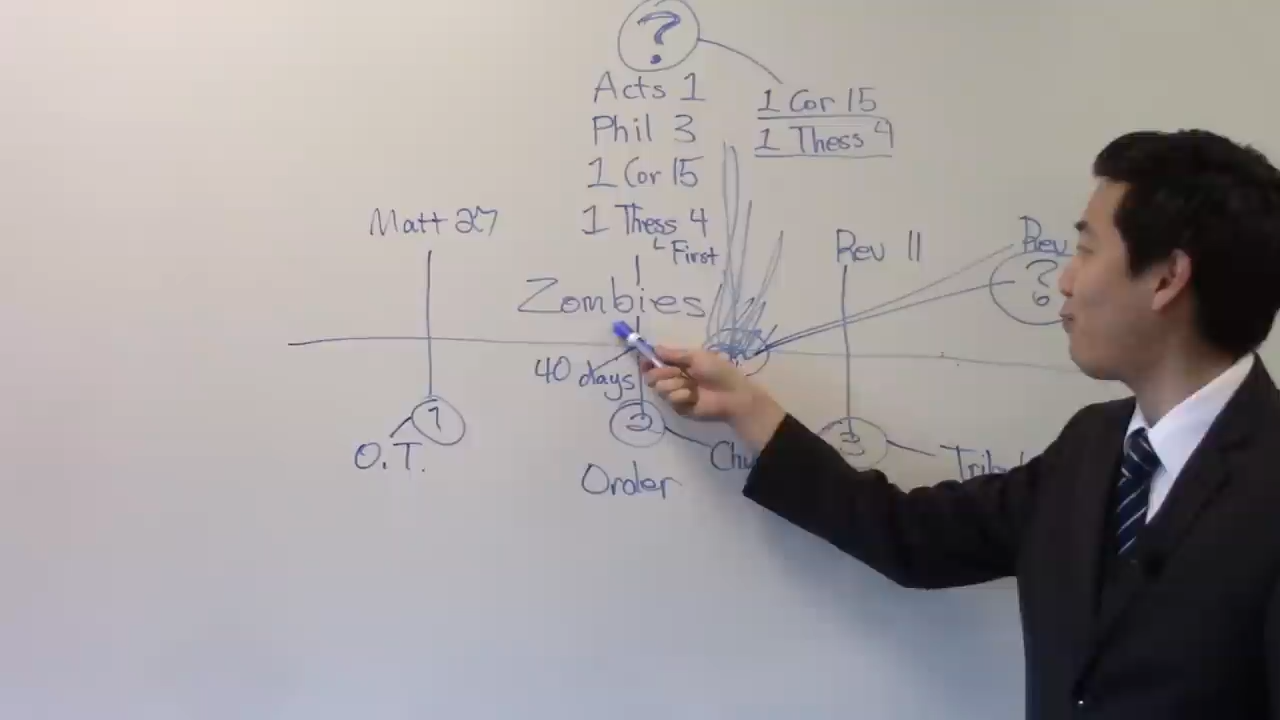 ?
Acts 1
Phil 3
1 Cor 15
1 Thess 4
└ First
1 Cor 15
1 Thess 4
Matt 27
Zombies
40 days
Rev 11
Rev
?
1
O.T.
2
Order
3